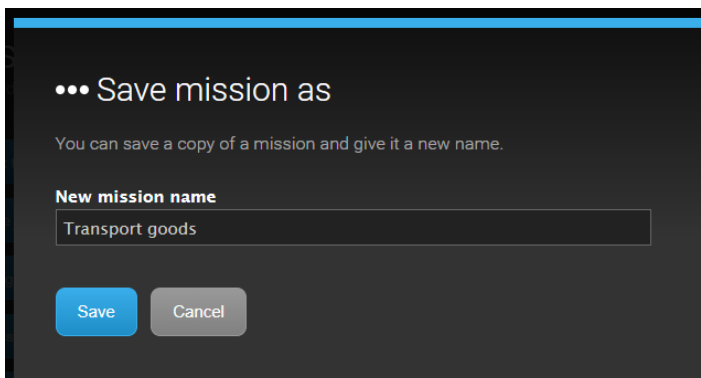 Save mission as
You can save a copy of a mission and give it a new name.
New mission name
Transport goods
Save
Cancel